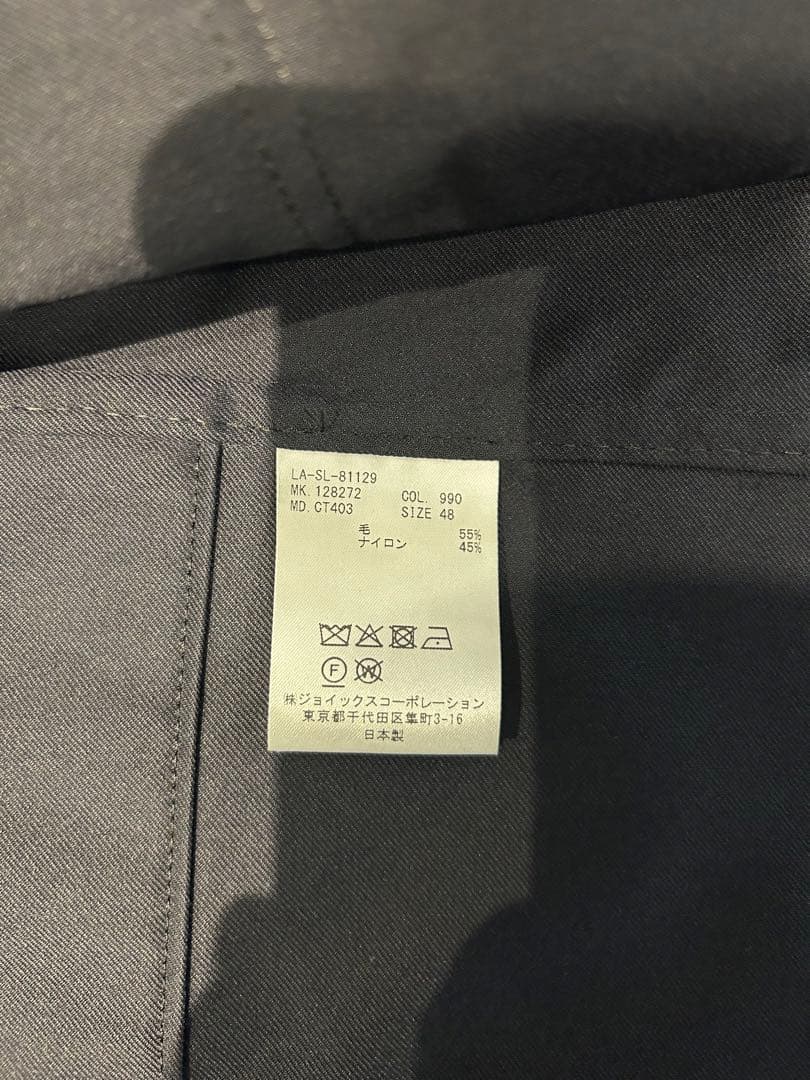 LA-SL-81129
MK. 128272 COL. 990
MD. CT403 SIZE 48
毛 55%
ナイロン 45%
F W
㈱ジョイックスコーポレーション
東京都千代田区隼町3-16
日本製